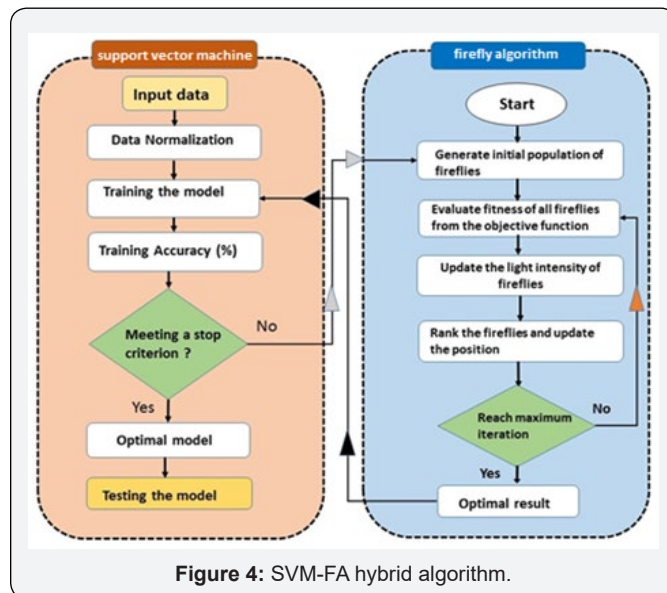 support vector machine
Input data
Data Normalization
Training the model
Training Accuracy (%)
Meeting a stop
criterion ?
No
Yes
Optimal model
Testing the model
firefly algorithm
Start
Generate initial population of
fireflies
Evaluate fitness of all fireflies
from the objective function
Update the light intensity of
fireflies
Rank the fireflies and update
the position
Reach maximum
iteration
No
Yes
Optimal result
Figure 4: SVM-FA hybrid algorithm.